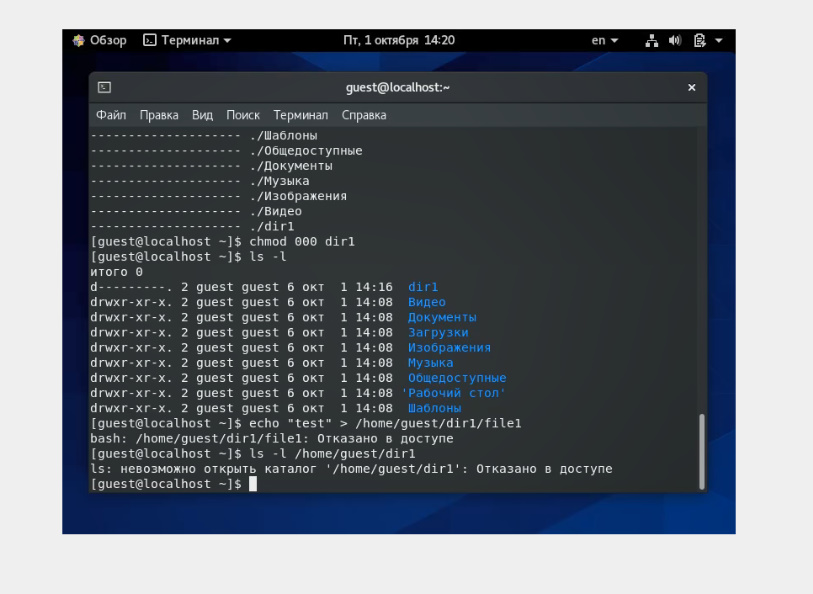 Обзор Терминал Пт, 1 октября 14:20 en
guest@localhost:~ ×
Файл Правка Вид Поиск Терминал Справка
-------------------- ./Шаблоны
-------------------- ./Общедоступные
-------------------- ./Документы
-------------------- ./Музыка
-------------------- ./Изображения
-------------------- ./Видео
-------------------- ./dir1
[guest@localhost ~]$ chmod 000 dir1
[guest@localhost ~]$ ls -l
итого 0
d---------. 2 guest guest 6 окт  1 14:16  dir1
drwxr-xr-x. 2 guest guest 6 окт  1 14:08  Видео
drwxr-xr-x. 2 guest guest 6 окт  1 14:08  Документы
drwxr-xr-x. 2 guest guest 6 окт  1 14:08  Загрузки
drwxr-xr-x. 2 guest guest 6 окт  1 14:08  Изображения
drwxr-xr-x. 2 guest guest 6 окт  1 14:08  Музыка
drwxr-xr-x. 2 guest guest 6 окт  1 14:08  Общедоступные
drwxr-xr-x. 2 guest guest 6 окт  1 14:08 'Рабочий стол'
drwxr-xr-x. 2 guest guest 6 окт  1 14:08  Шаблоны
[guest@localhost ~]$ echo "test" > /home/guest/dir1/file1
bash: /home/guest/dir1/file1: Отказано в доступе
[guest@localhost ~]$ ls -l /home/guest/dir1
ls: невозможно открыть каталог '/home/guest/dir1': Отказано в доступе
[guest@localhost ~]$